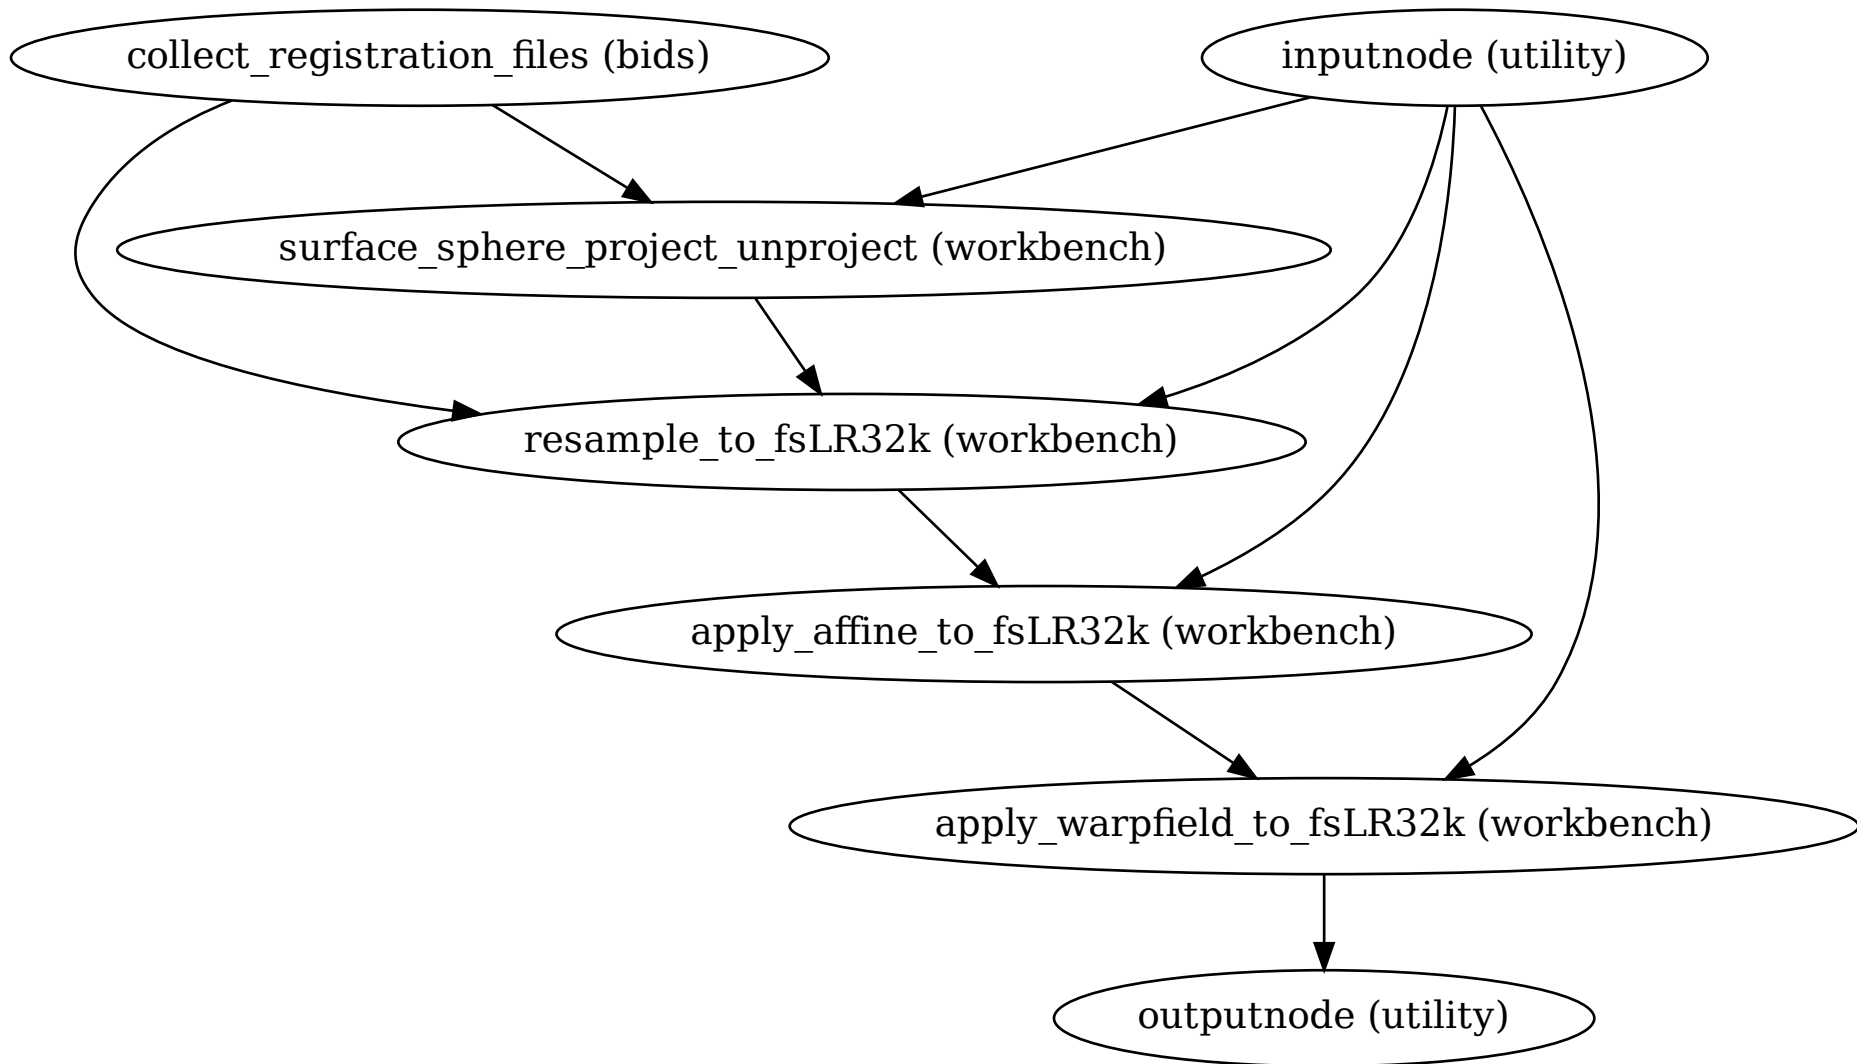 collect_registration_files (bids)
inputnode (utility)
surface_sphere_project_unproject (workbench)
resample_to_fsLR32k (workbench)
apply_affine_to_fsLR32k (workbench)
apply_warpfield_to_fsLR32k (workbench)
outputnode (utility)